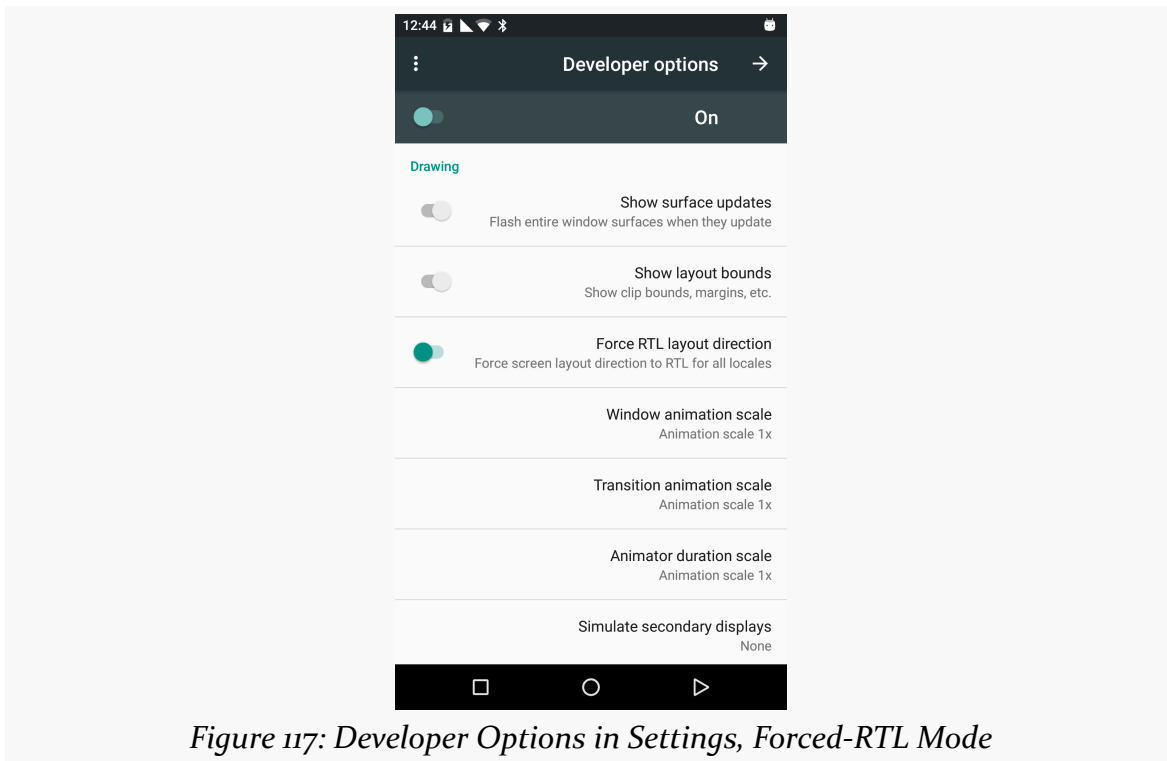 12:44
Developer options
On
Drawing
Show surface updates
Flash entire window surfaces when they update
Show layout bounds
Show clip bounds, margins, etc.
Force RTL layout direction
Force screen layout direction to RTL for all locales
Window animation scale
Animation scale 1x
Transition animation scale
Animation scale 1x
Animator duration scale
Animation scale 1x
Simulate secondary displays
None
Figure 117: Developer Options in Settings, Forced-RTL Mode